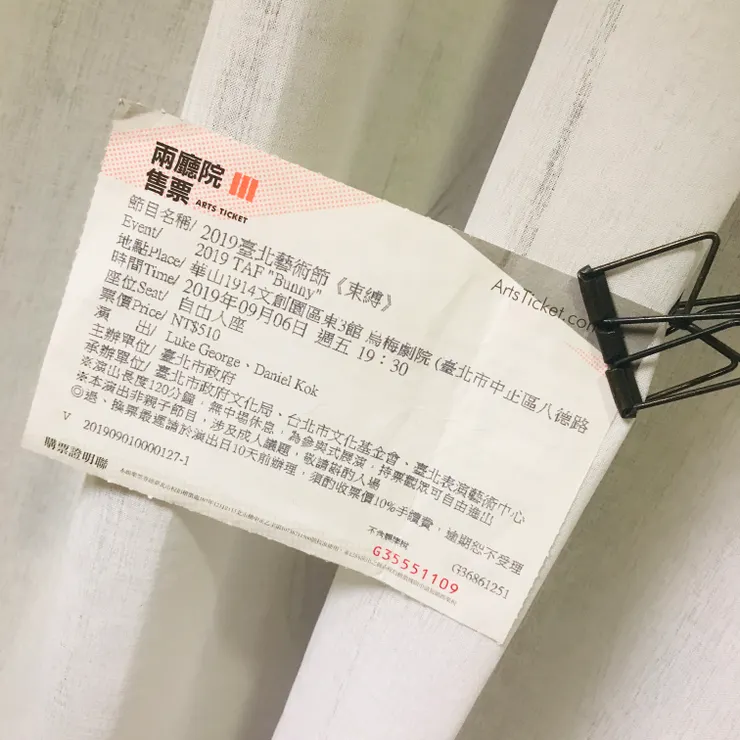 兩廳院
售票 ARTS TICKET
ArtsTicket.co
節目名稱/ 2019臺北藝術節《束縛》
Event/ 2019 TAF "Bunny"
地點Place/ 華山1914文創園區東3館 烏梅劇院 (臺北市中正區八德路
時間Time/ 2019年09月06日 週五 19:30
座位Seat/ 自由人座
票價Price/ NT$510
演 出/ Luke George、Daniel Kok
主辦單位/ 臺北市政府
承辦單位/ 臺北市政府文化局、台北市文化基金會、臺北表演藝術中心
※演出長度120分鐘,無中場休息,為參與式展演,持票觀眾可自由進出
※本演出非親子節目,涉及成人議題,敬請斟酌入場
◎退、換票最遲請於演出日10天前辦理,須酌收票價10%手續費,逾期恕不受理
V 201909010000127-1
G36861251
購票證明聯
不含娛樂稅
G35551109